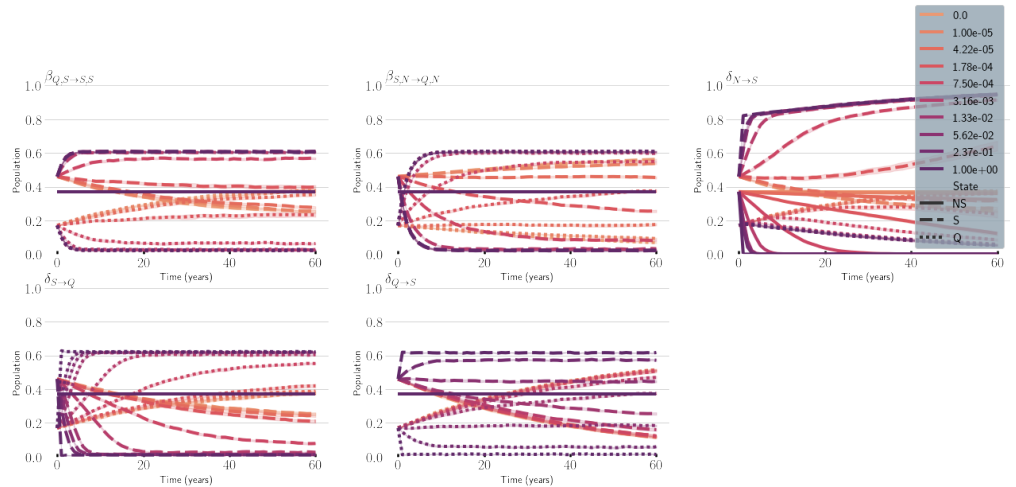 0.0
1.00e-05
4.22e-05
1.78e-04
7.50e-04
3.16e-03
1.33e-02
5.62e-02
2.37e-01
1.00e+00
State
NS
S
Q
β_{Q,S→S,S}
1.0
0.8
0.6
0.4
0.2
0.0
Population
0 20 40 60
Time (years)
β_{S,N→Q,N}
1.0
0.8
0.6
0.4
0.2
0.0
Population
0 20 40 60
Time (years)
δ_{N→S}
1.0
0.8
0.6
0.4
0.2
0.0
Population
0 20 40 60
Time (years)
δ_{S→Q}
1.0
0.8
0.6
0.4
0.2
0.0
Population
0 20 40 60
Time (years)
δ_{Q→S}
1.0
0.8
0.6
0.4
0.2
0.0
Population
0 20 40 60
Time (years)